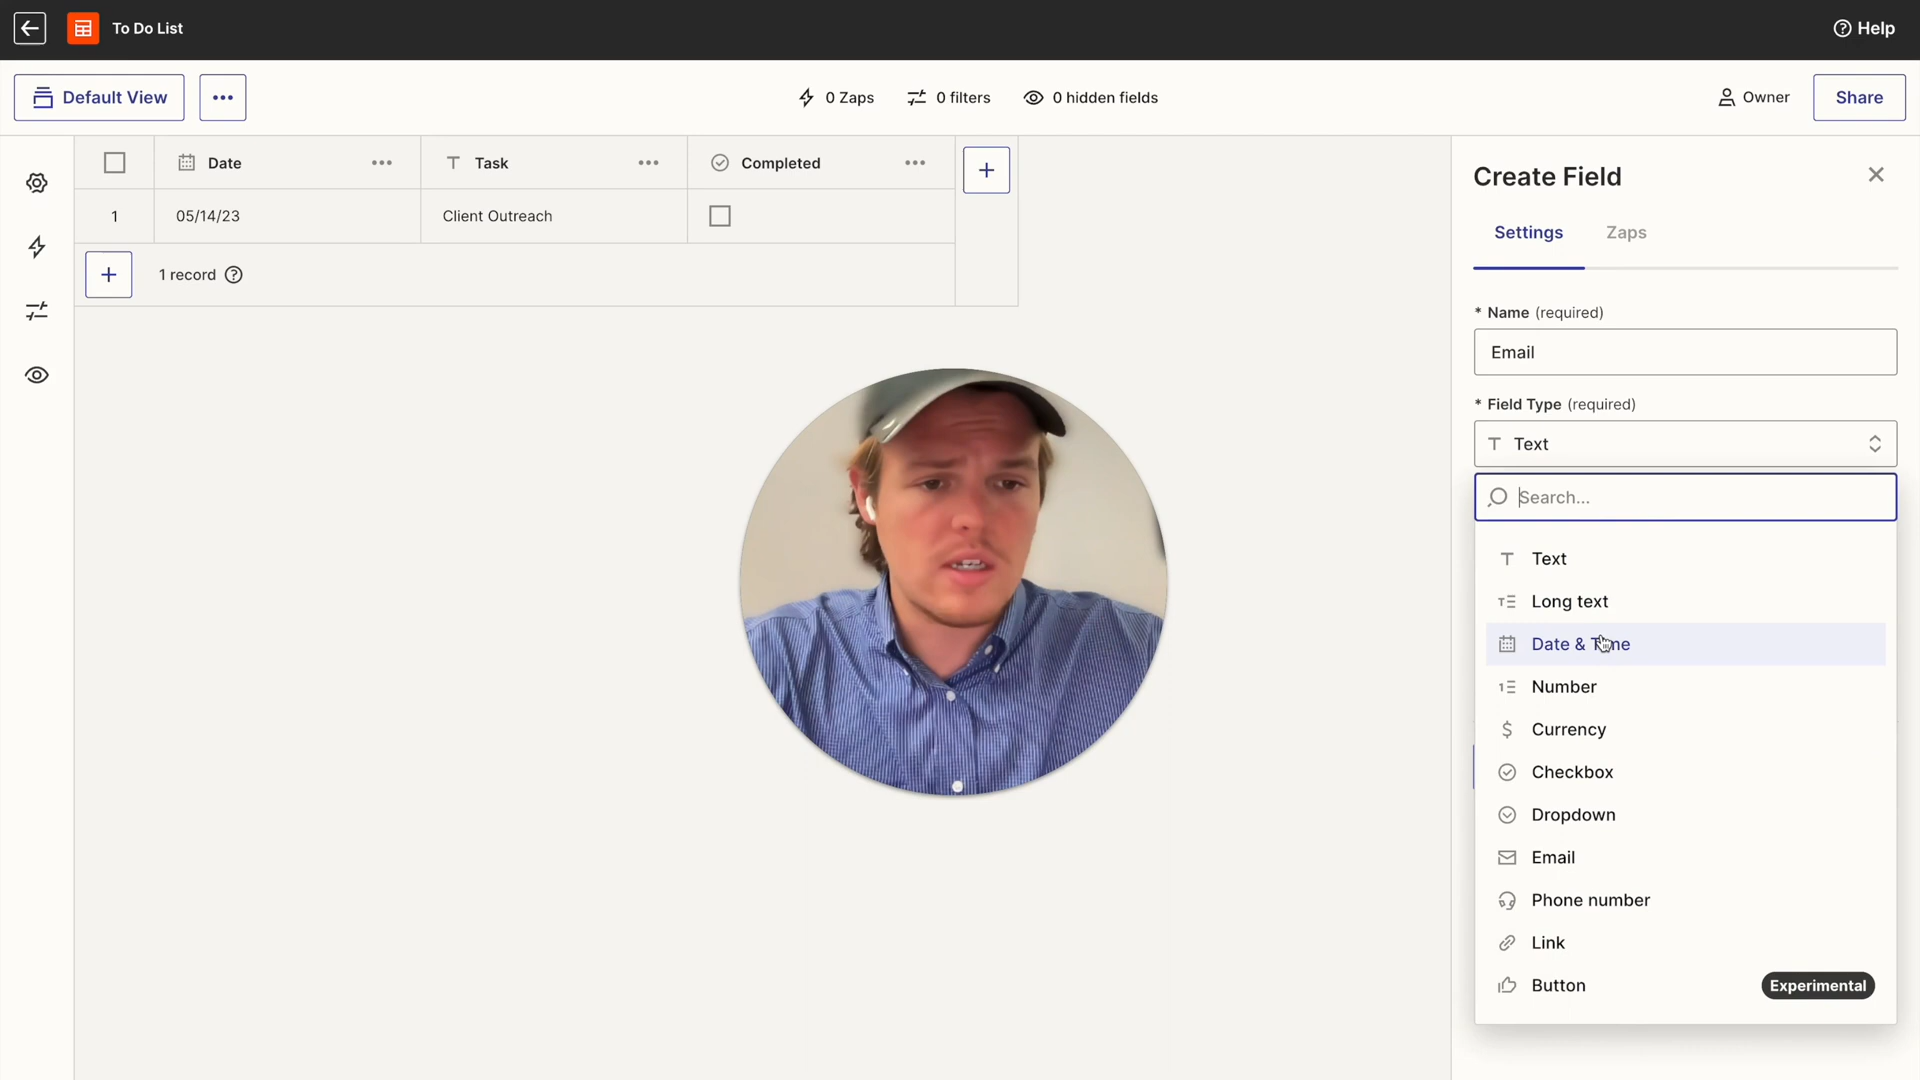 To Do List
Help
Default View
0 Zaps
0 filters
0 hidden fields
Owner
Share
Date
Task
Completed
1
05/14/23
Client Outreach
1 record
Create Field
Settings
Zaps
* Name (required)
Email
* Field Type (required)
Text
Search...
Text
Long text
Date & Time
Number
Currency
Checkbox
Dropdown
Email
Phone number
Link
Button
Experimental